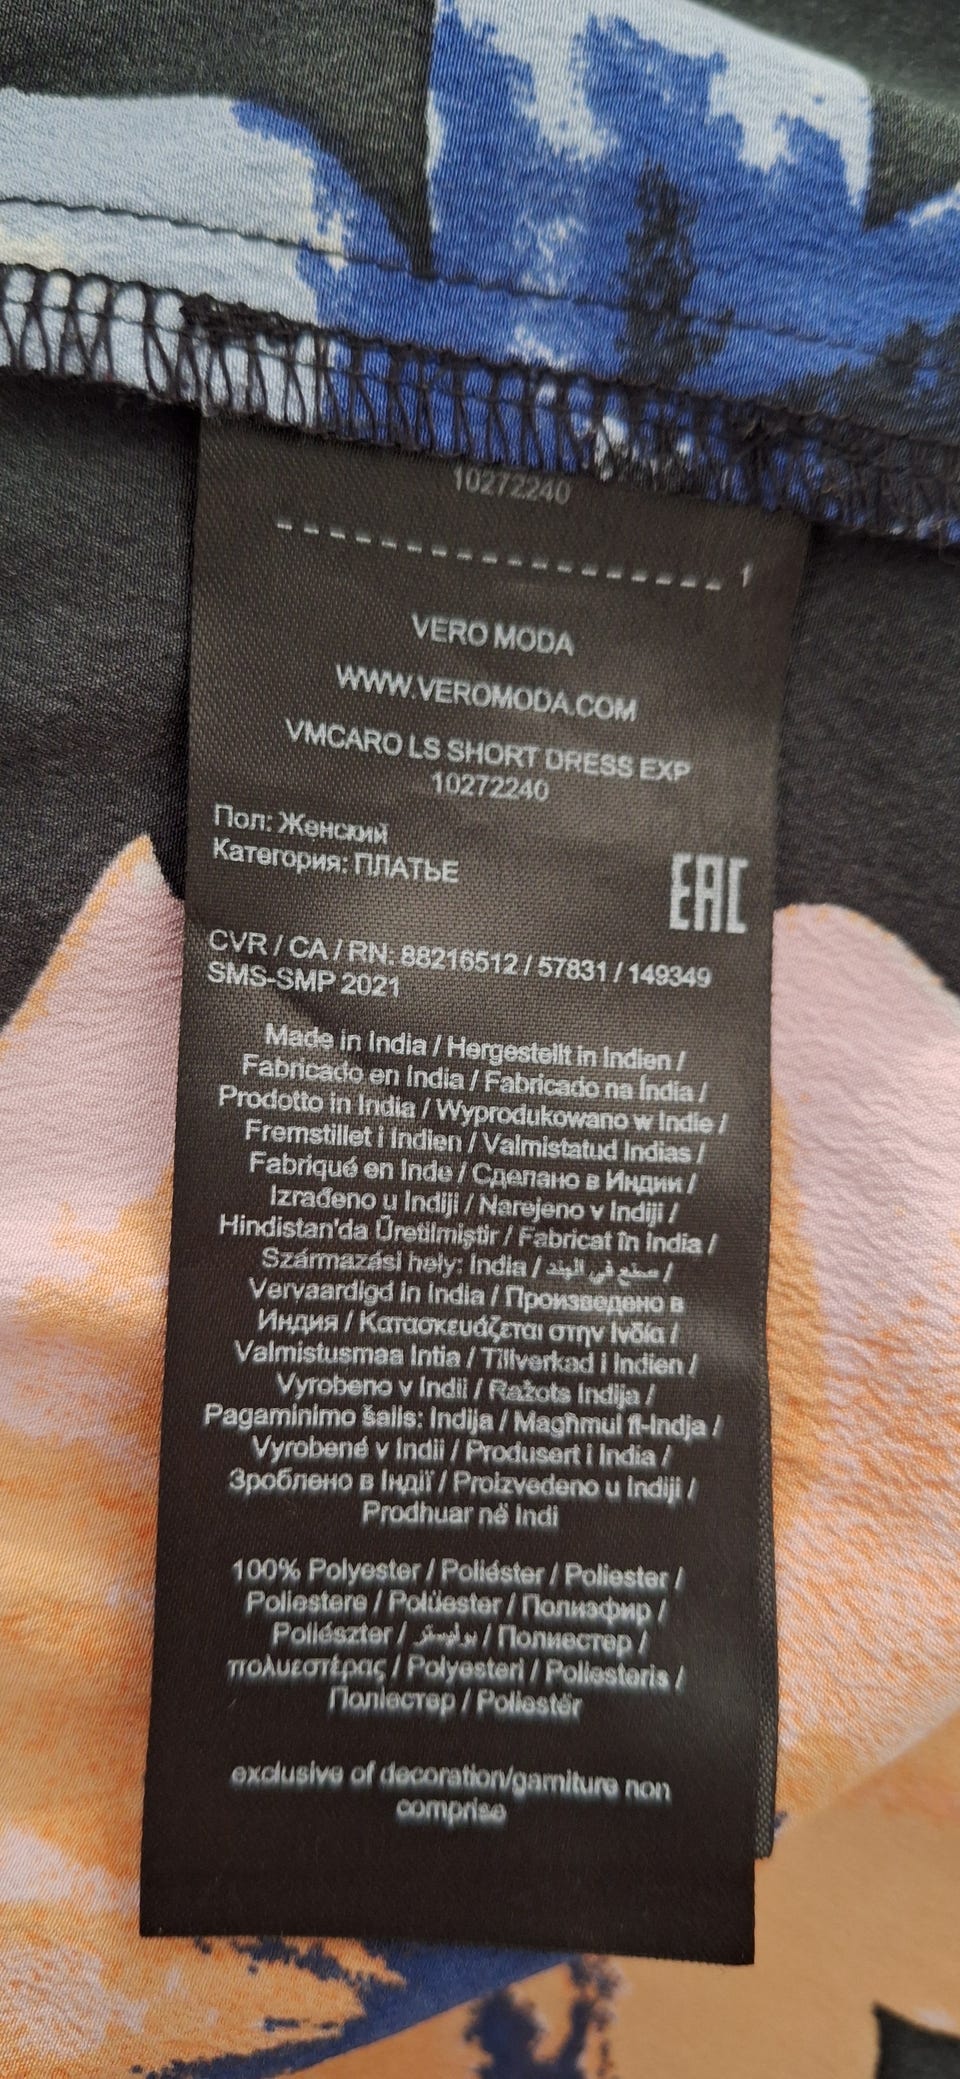 10272240
1
VERO MODA
WWW.VEROMODA.COM
VMCARO LS SHORT DRESS EXP
10272240
Пол: Женский
Категория: ПЛАТЬЕ
EAC
CVR / CA / RN: 88216512 / 57831 / 149349
SMS-SMP 2021
Made in India / Hergestellt in Indien /
Fabricado en India / Fabricado na Índia /
Prodotto in India / Wyprodukowano w Indie /
Fremstillet i Indien / Valmistatud Indias /
Fabriqué en Inde / Сделано в Индии /
Izrađeno u Indiji / Narejeno v Indiji /
Hindistan'da Üretilmiştir / Fabricat în India /
Származási hely: India / صنع في الهند /
Vervaardigd in India / Произведено в
Индия / Κατασκευάζεται στην Ινδία /
Valmistusmaa Intia / Tillverkad i Indien /
Vyrobeno v Indii / Ražots Indija /
Pagaminimo šalis: Indija / Magħmul fl-Indja /
Vyrobené v Indii / Produsert i India /
Зроблено в Індії / Proizvedeno u Indiji /
Prodhuar në Indi
100% Polyester / Poliéster / Poliester /
Poliestere / Polüester / Полиэфир /
Poliészter / بوليستر / Полиестер /
πολυεστέρας / Polyesteri / Poliesteris /
Поліестер / Poliestër
exclusive of decoration/garniture non
comprise